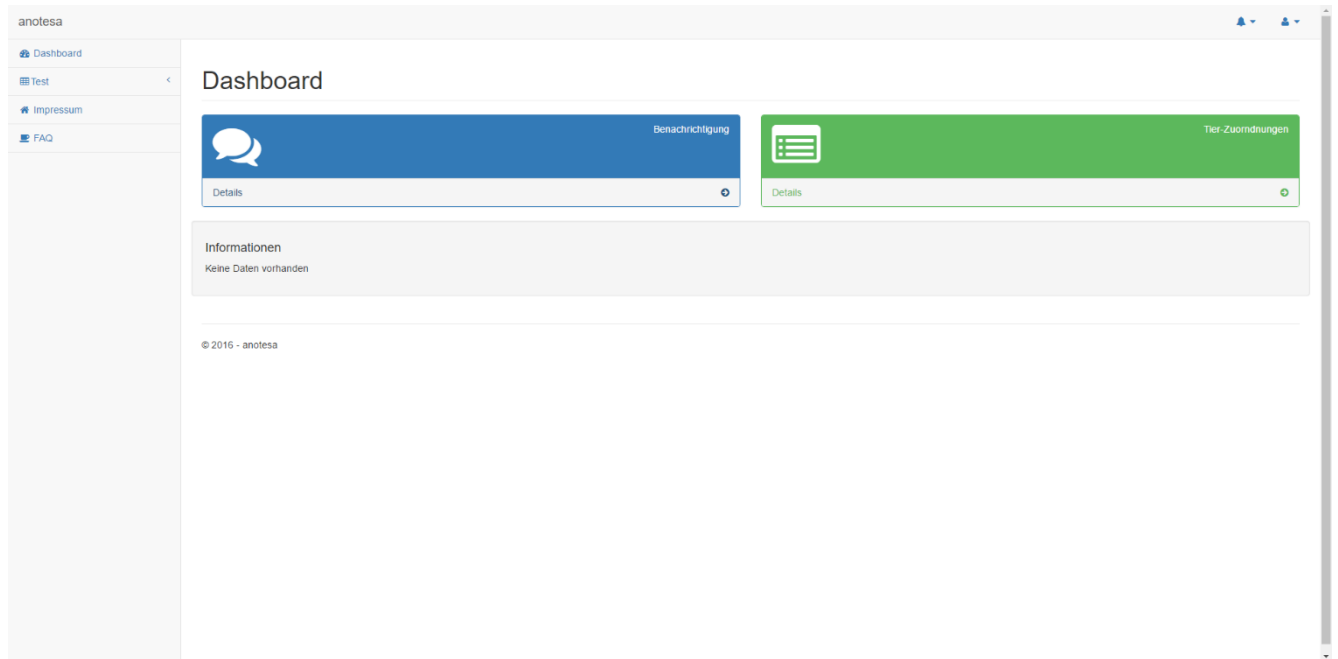 anotesa
Dashboard
Test
Impressum
FAQ
Dashboard
Benachrichtigung
Details
Tier-Zuorndnungen
Details
Informationen
Keine Daten vorhanden
© 2016 - anotesa